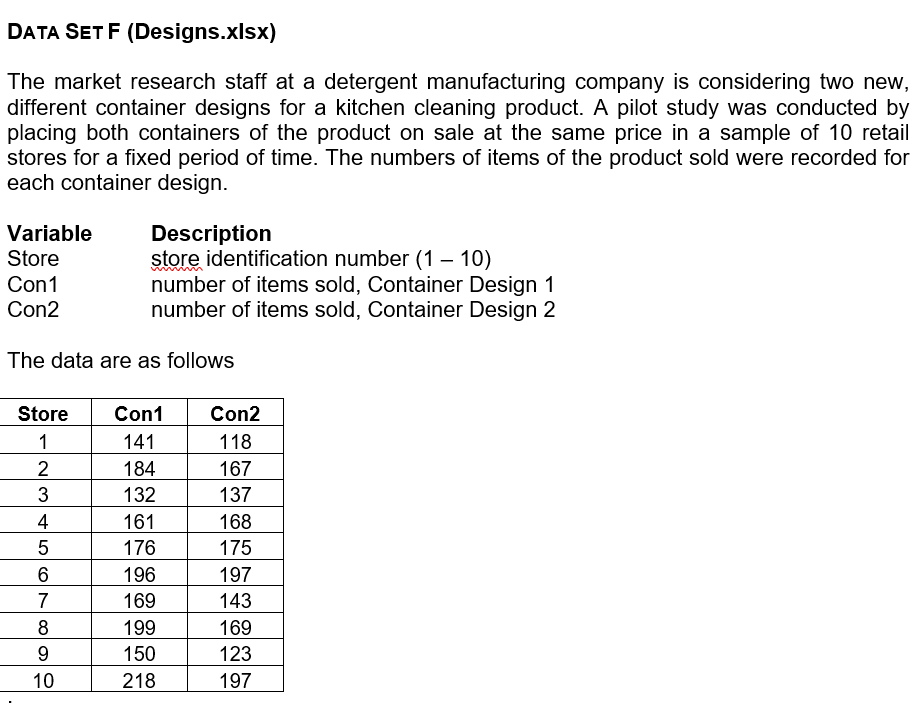 DATA SET F (Designs.xlsx)
The market research staff at a detergent manufacturing company is considering two new,
different container designs for a kitchen cleaning product. A pilot study was conducted by
placing both containers of the product on sale at the same price in a sample of 10 retail
stores for a fixed period of time. The numbers of items of the product sold were recorded for
each container design.
Variable Description
Store store identification number (1 – 10)
Con1 number of items sold, Container Design 1
Con2 number of items sold, Container Design 2
The data are as follows
Store Con1 Con2
1 141 118
2 184 167
3 132 137
4 161 168
5 176 175
6 196 197
7 169 143
8 199 169
9 150 123
10 218 197